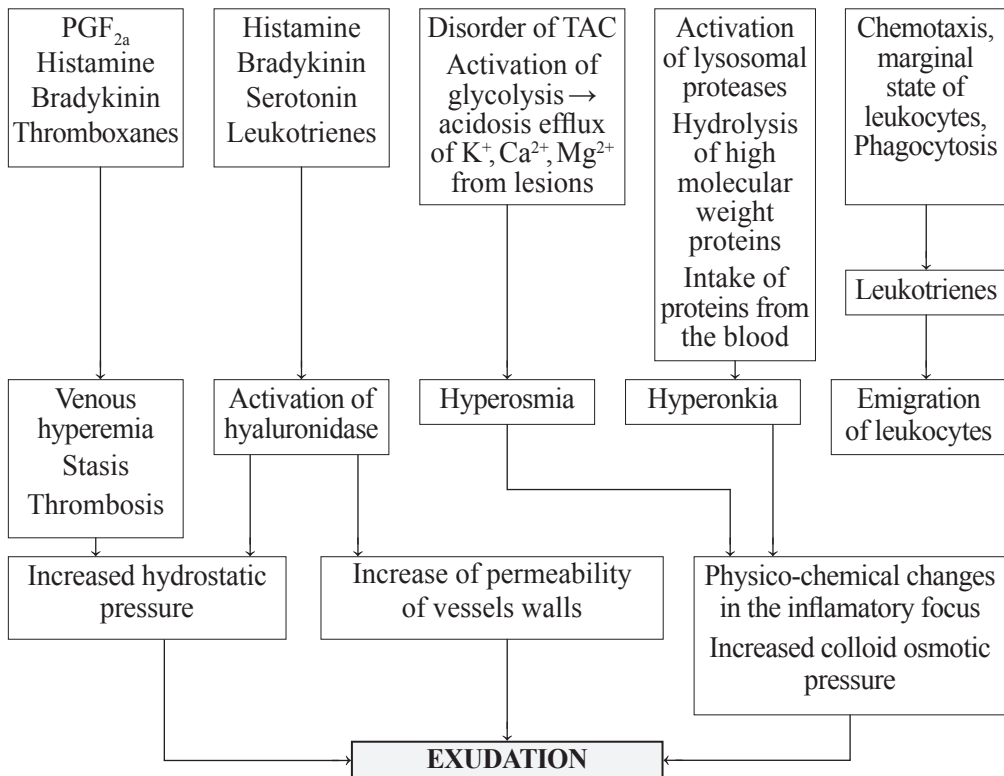 PGF2a
Histamine
Bradykinin
Thromboxanes
Histamine
Bradykinin
Serotonin
Leukotrienes
Disorder of TAC
Activation of
glycolysis →
acidosis efflux
of K⁺, Ca²⁺, Mg²⁺
from lesions
Activation
of lysosomal
proteases
Hydrolysis
of high
molecular
weight
proteins
Intake of
proteins from
the blood
Chemotaxis,
marginal
state of
leukocytes,
Phagocytosis
Leukotrienes
Venous
hyperemia
Stasis
Thrombosis
Activation of
hyaluronidase
Hyperosmia
Hyperonkia
Emigration
of leukocytes
Increased hydrostatic
pressure
Increase of permeability
of vessels walls
Physico-chemical changes
in the inflamatory focus
Increased colloid osmotic
pressure
EXUDATION